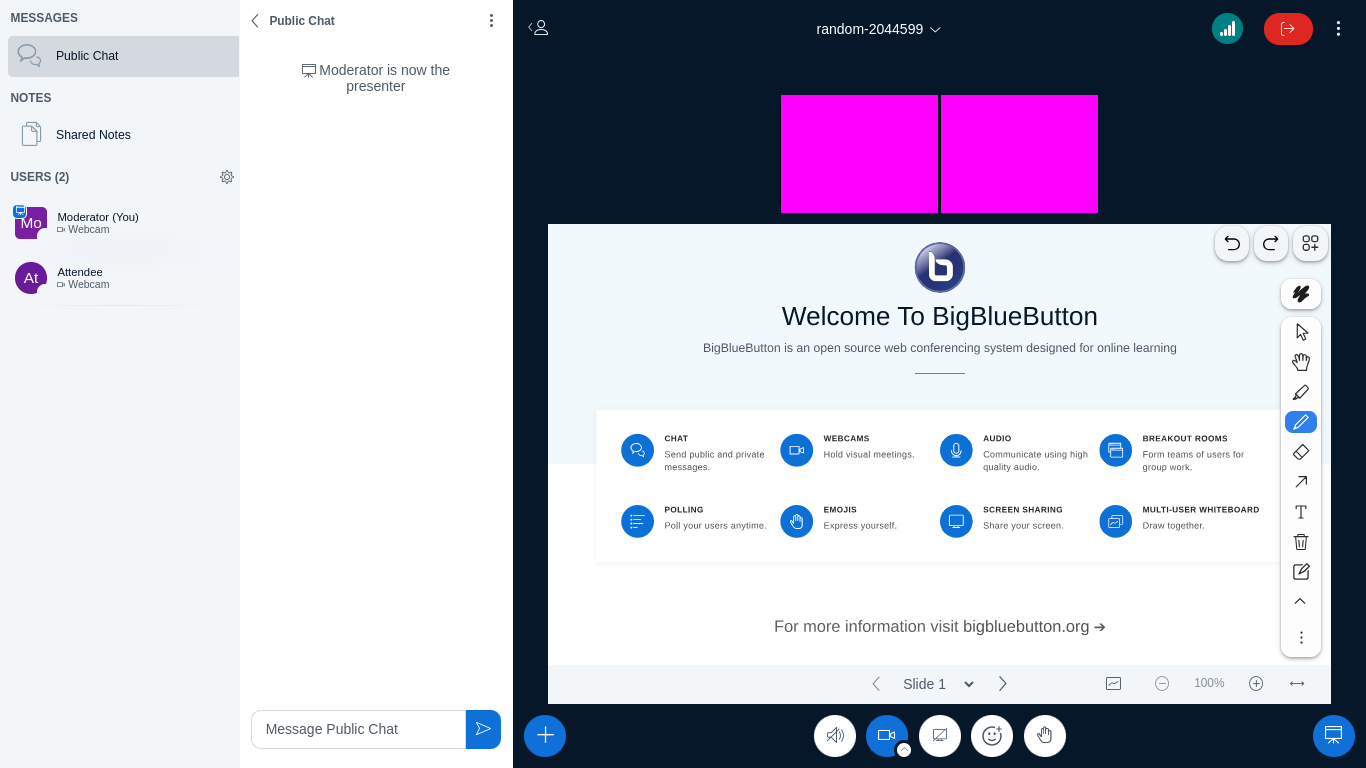 MESSAGES
Public Chat
NOTES
Shared Notes
USERS (2)
Mo
Moderator (You)
Webcam
At
Attendee
Webcam
Public Chat
Moderator is now the
presenter
Message Public Chat
random-2044599
Welcome To BigBlueButton
BigBlueButton is an open source web conferencing system designed for online learning
CHAT
Send public and private
messages.
WEBCAMS
Hold visual meetings.
AUDIO
Communicate using high
quality audio.
BREAKOUT ROOMS
Form teams of users for
group work.
POLLING
Poll your users anytime.
EMOJIS
Express yourself.
SCREEN SHARING
Share your screen.
MULTI-USER WHITEBOARD
Draw together.
For more information visit bigbluebutton.org ➔
Slide 1
100%